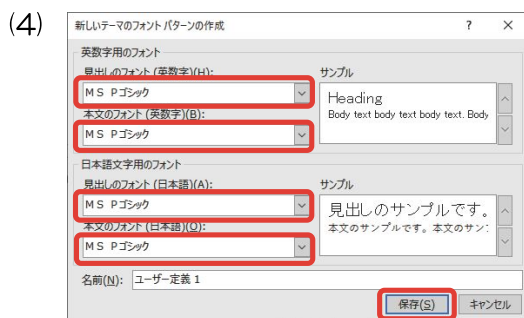 (4)
新しいテーマのフォント パターンの作成 ? ×
英数字用のフォント
見出しのフォント (英数字)(H): サンプル
ＭＳ Ｐゴシック
Heading
本文のフォント (英数字)(B):
Body text body text body text. Body
ＭＳ Ｐゴシック
日本語文字用のフォント
見出しのフォント (日本語)(A): サンプル
ＭＳ Ｐゴシック
見出しのサンプルです。
本文のフォント (日本語)(O):
本文のサンプルです。本文のサン
ＭＳ Ｐゴシック
名前(N): ユーザー定義 1
保存(S) キャンセル